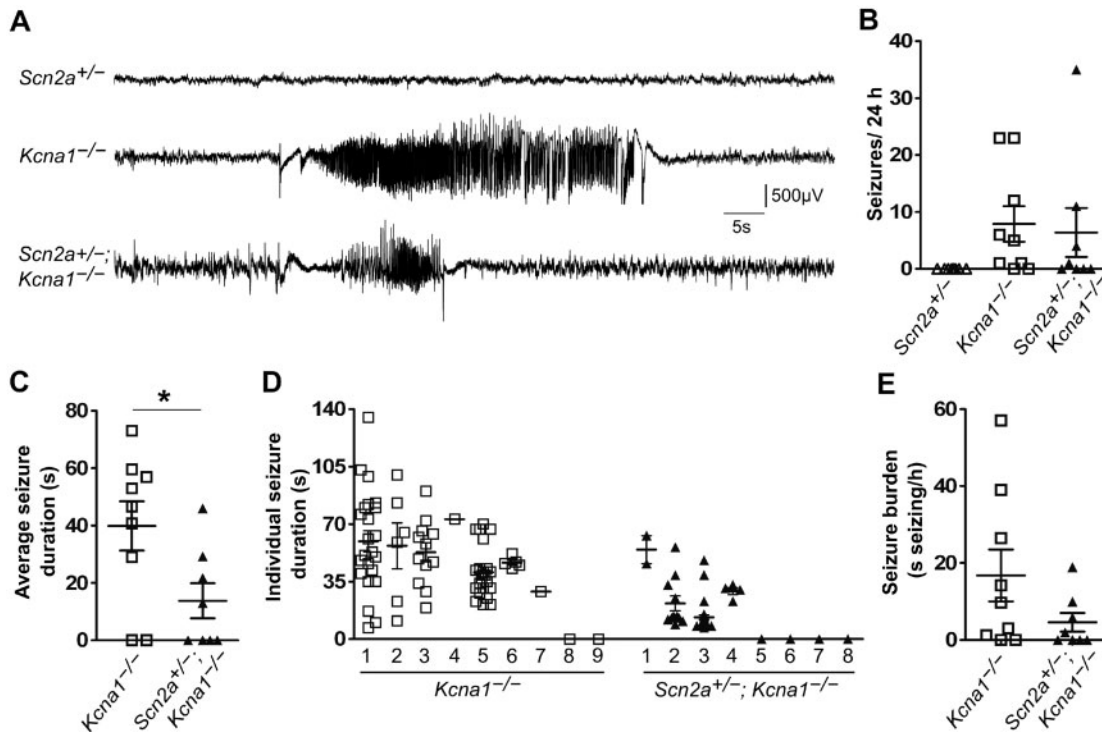 A
Scn2a+/−
Kcna1−/−
Scn2a+/−;
Kcna1−/−
500µV
5s
B
Seizures/ 24 h
40
30
20
10
0
Scn2a+/−
Kcna1−/−
Scn2a+/−;
Kcna1−/−
C
Average seizure
duration (s)
80
60
40
20
0
*
Kcna1−/−
Scn2a+/−;
Kcna1−/−
D
Individual seizure
duration (s)
140
105
70
35
0
1 2 3 4 5 6 7 8 9
Kcna1−/−
1 2 3 4 5 6 7 8
Scn2a+/−; Kcna1−/−
E
Seizure burden
(s seizing/h)
60
40
20
0
Kcna1−/−
Scn2a+/−;
Kcna1−/−